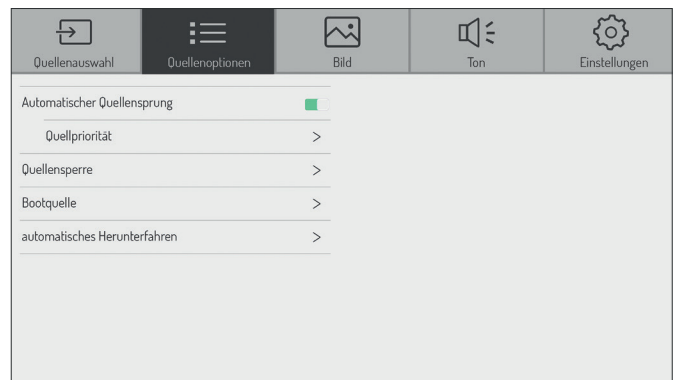 Quellenauswahl
Quellenoptionen
Bild
Ton
Einstellungen
Automatischer Quellensprung
Quellpriorität
Quellensperre
Bootquelle
automatisches Herunterfahren